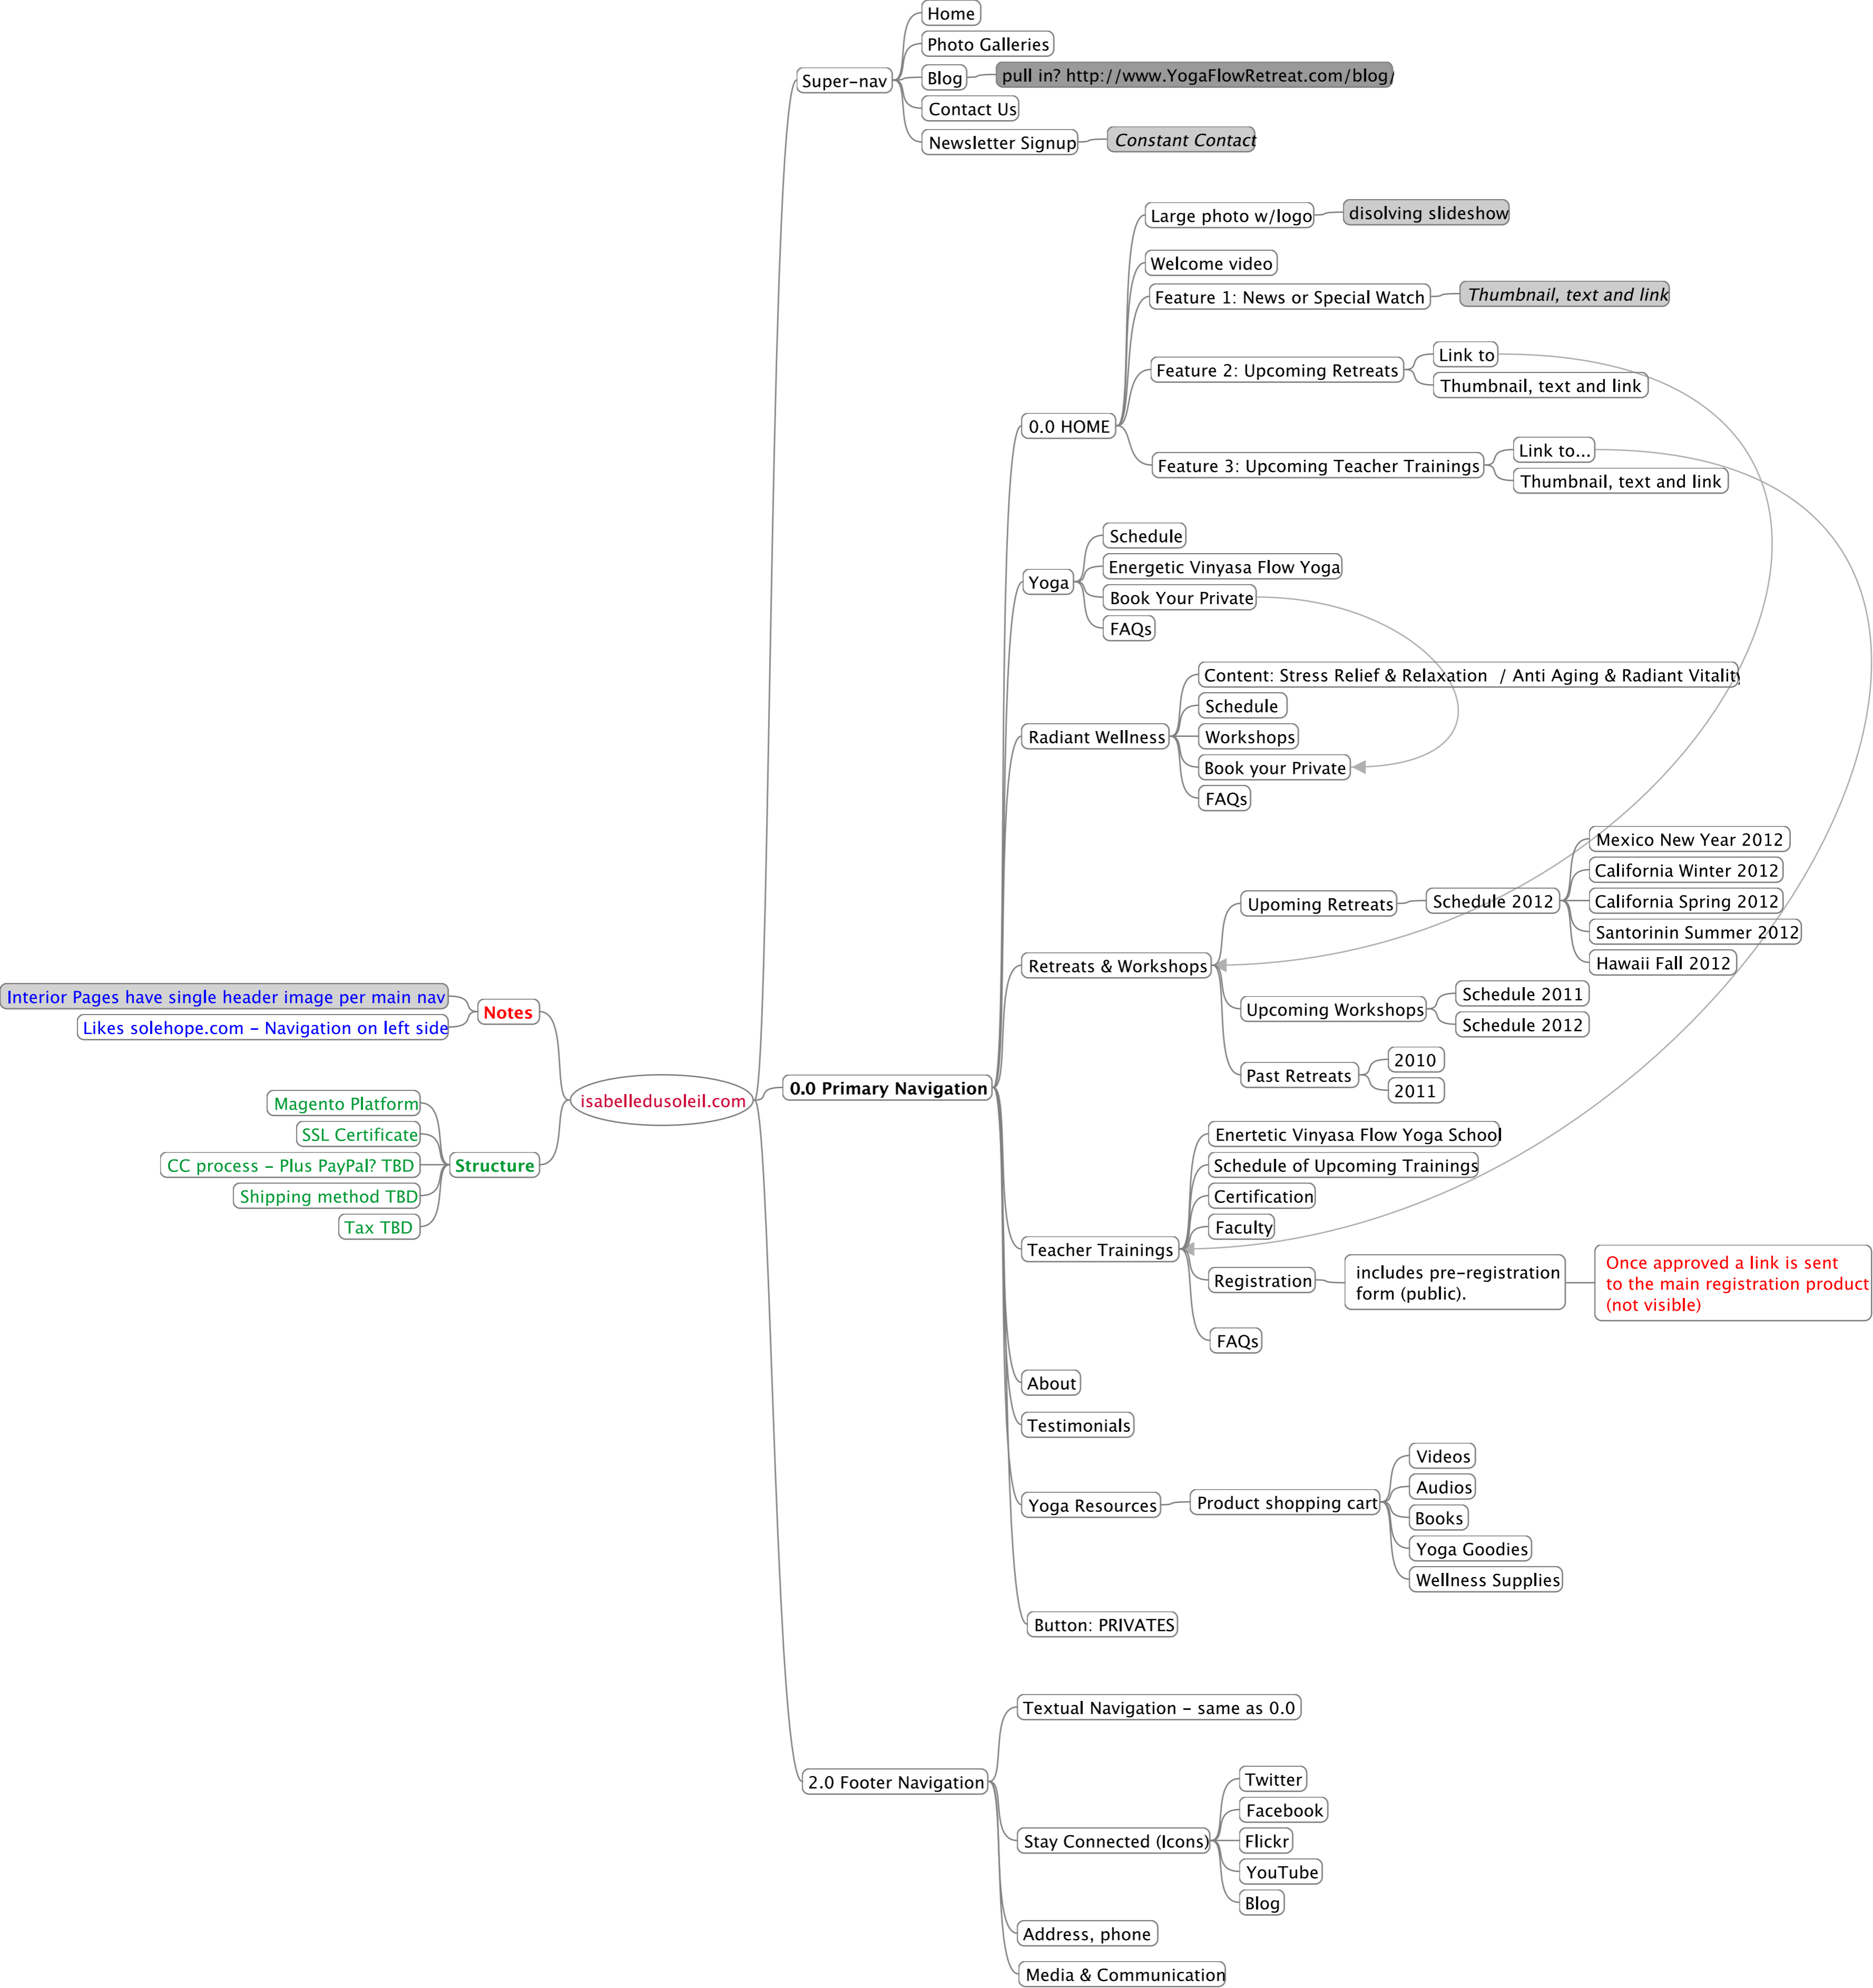 Home
Photo Galleries
Super-nav
Blog
pull in? http://www.YogaFlowRetreat.com/blog/
Contact Us
Newsletter Signup
Constant Contact
Large photo w/logo
disolving slideshow
Welcome video
Feature 1: News or Special Watch
Thumbnail, text and link
Feature 2: Upcoming Retreats
Link to
Thumbnail, text and link
0.0 HOME
Feature 3: Upcoming Teacher Trainings
Link to...
Thumbnail, text and link
Yoga
Schedule
Energetic Vinyasa Flow Yoga
Book Your Private
FAQs
Radiant Wellness
Content: Stress Relief & Relaxation / Anti Aging & Radiant Vitality
Schedule
Workshops
Book your Private
FAQs
Retreats & Workshops
Upoming Retreats
Schedule 2012
Mexico New Year 2012
California Winter 2012
California Spring 2012
Santorinin Summer 2012
Hawaii Fall 2012
Upcoming Workshops
Schedule 2011
Schedule 2012
Past Retreats
2010
2011
Interior Pages have single header image per main nav
Likes solehope.com - Navigation on left side
Notes
Magento Platform
SSL Certificate
CC process - Plus PayPal? TBD
Shipping method TBD
Tax TBD
Structure
isabelledusoleil.com
0.0 Primary Navigation
Teacher Trainings
Enertetic Vinyasa Flow Yoga School
Schedule of Upcoming Trainings
Certification
Faculty
Registration
includes pre-registration
form (public).
Once approved a link is sent
to the main registration product
(not visible)
FAQs
About
Testimonials
Yoga Resources
Product shopping cart
Videos
Audios
Books
Yoga Goodies
Wellness Supplies
Button: PRIVATES
2.0 Footer Navigation
Textual Navigation - same as 0.0
Stay Connected (Icons)
Twitter
Facebook
Flickr
YouTube
Blog
Address, phone
Media & Communication